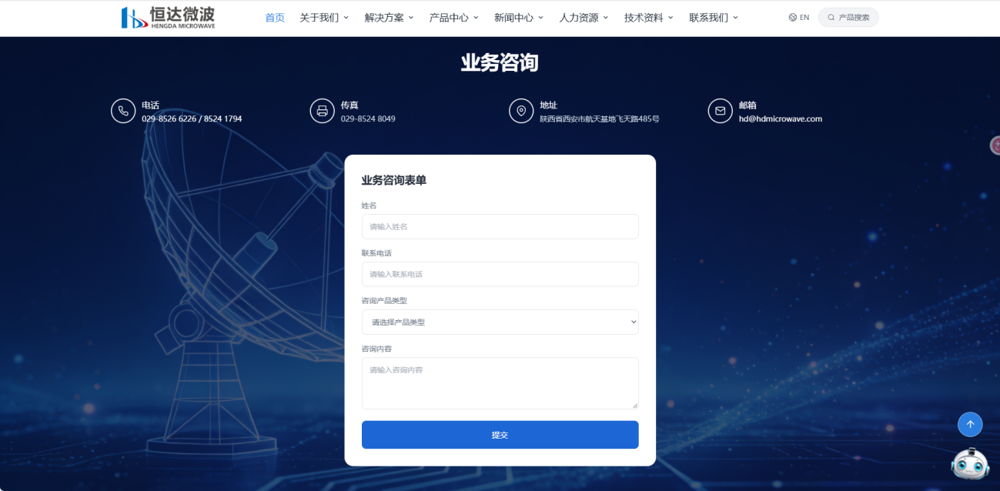 恒达微波
HENGDA MICROWAVE
首页 关于我们 解决方案 产品中心 新闻中心 人力资源 技术资料 联系我们 EN 产品搜索
业务咨询
电话
029-8526 6226 / 8524 1794
传真
029-8524 8049
地址
陕西省西安市航天基地飞天路485号
邮箱
hd@hdmicrowave.com
业务咨询表单
姓名
请输入姓名
联系电话
请输入联系电话
咨询产品类型
请选择产品类型
咨询内容
请输入咨询内容
提交